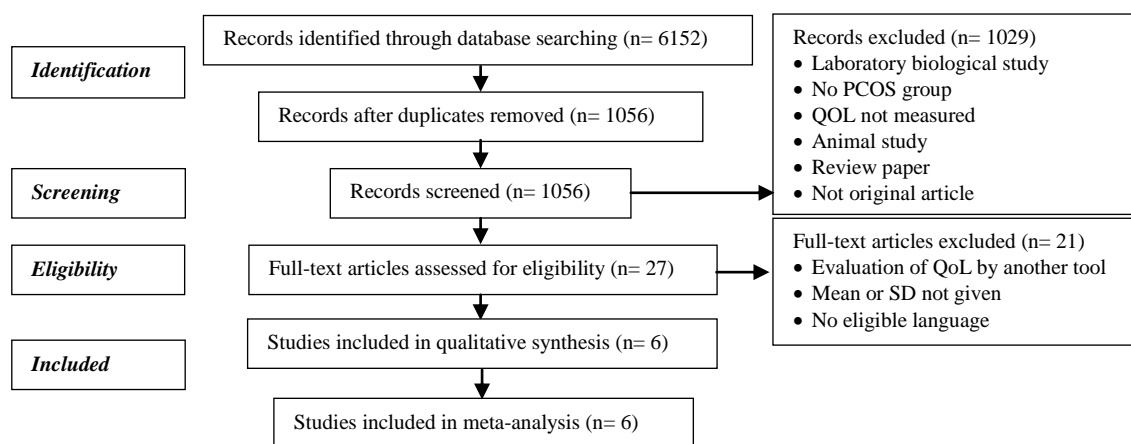 Records identified through database searching (n= 6152)
Identification
Records after duplicates removed (n= 1056)
Records excluded (n= 1029)
• Laboratory biological study
• No PCOS group
• QOL not measured
• Animal study
• Review paper
• Not original article
Screening
Records screened (n= 1056)
Eligibility
Full-text articles assessed for eligibility (n= 27)
Full-text articles excluded (n= 21)
• Evaluation of QoL by another tool
• Mean or SD not given
• No eligible language
Included
Studies included in qualitative synthesis (n= 6)
Studies included in meta-analysis (n= 6)